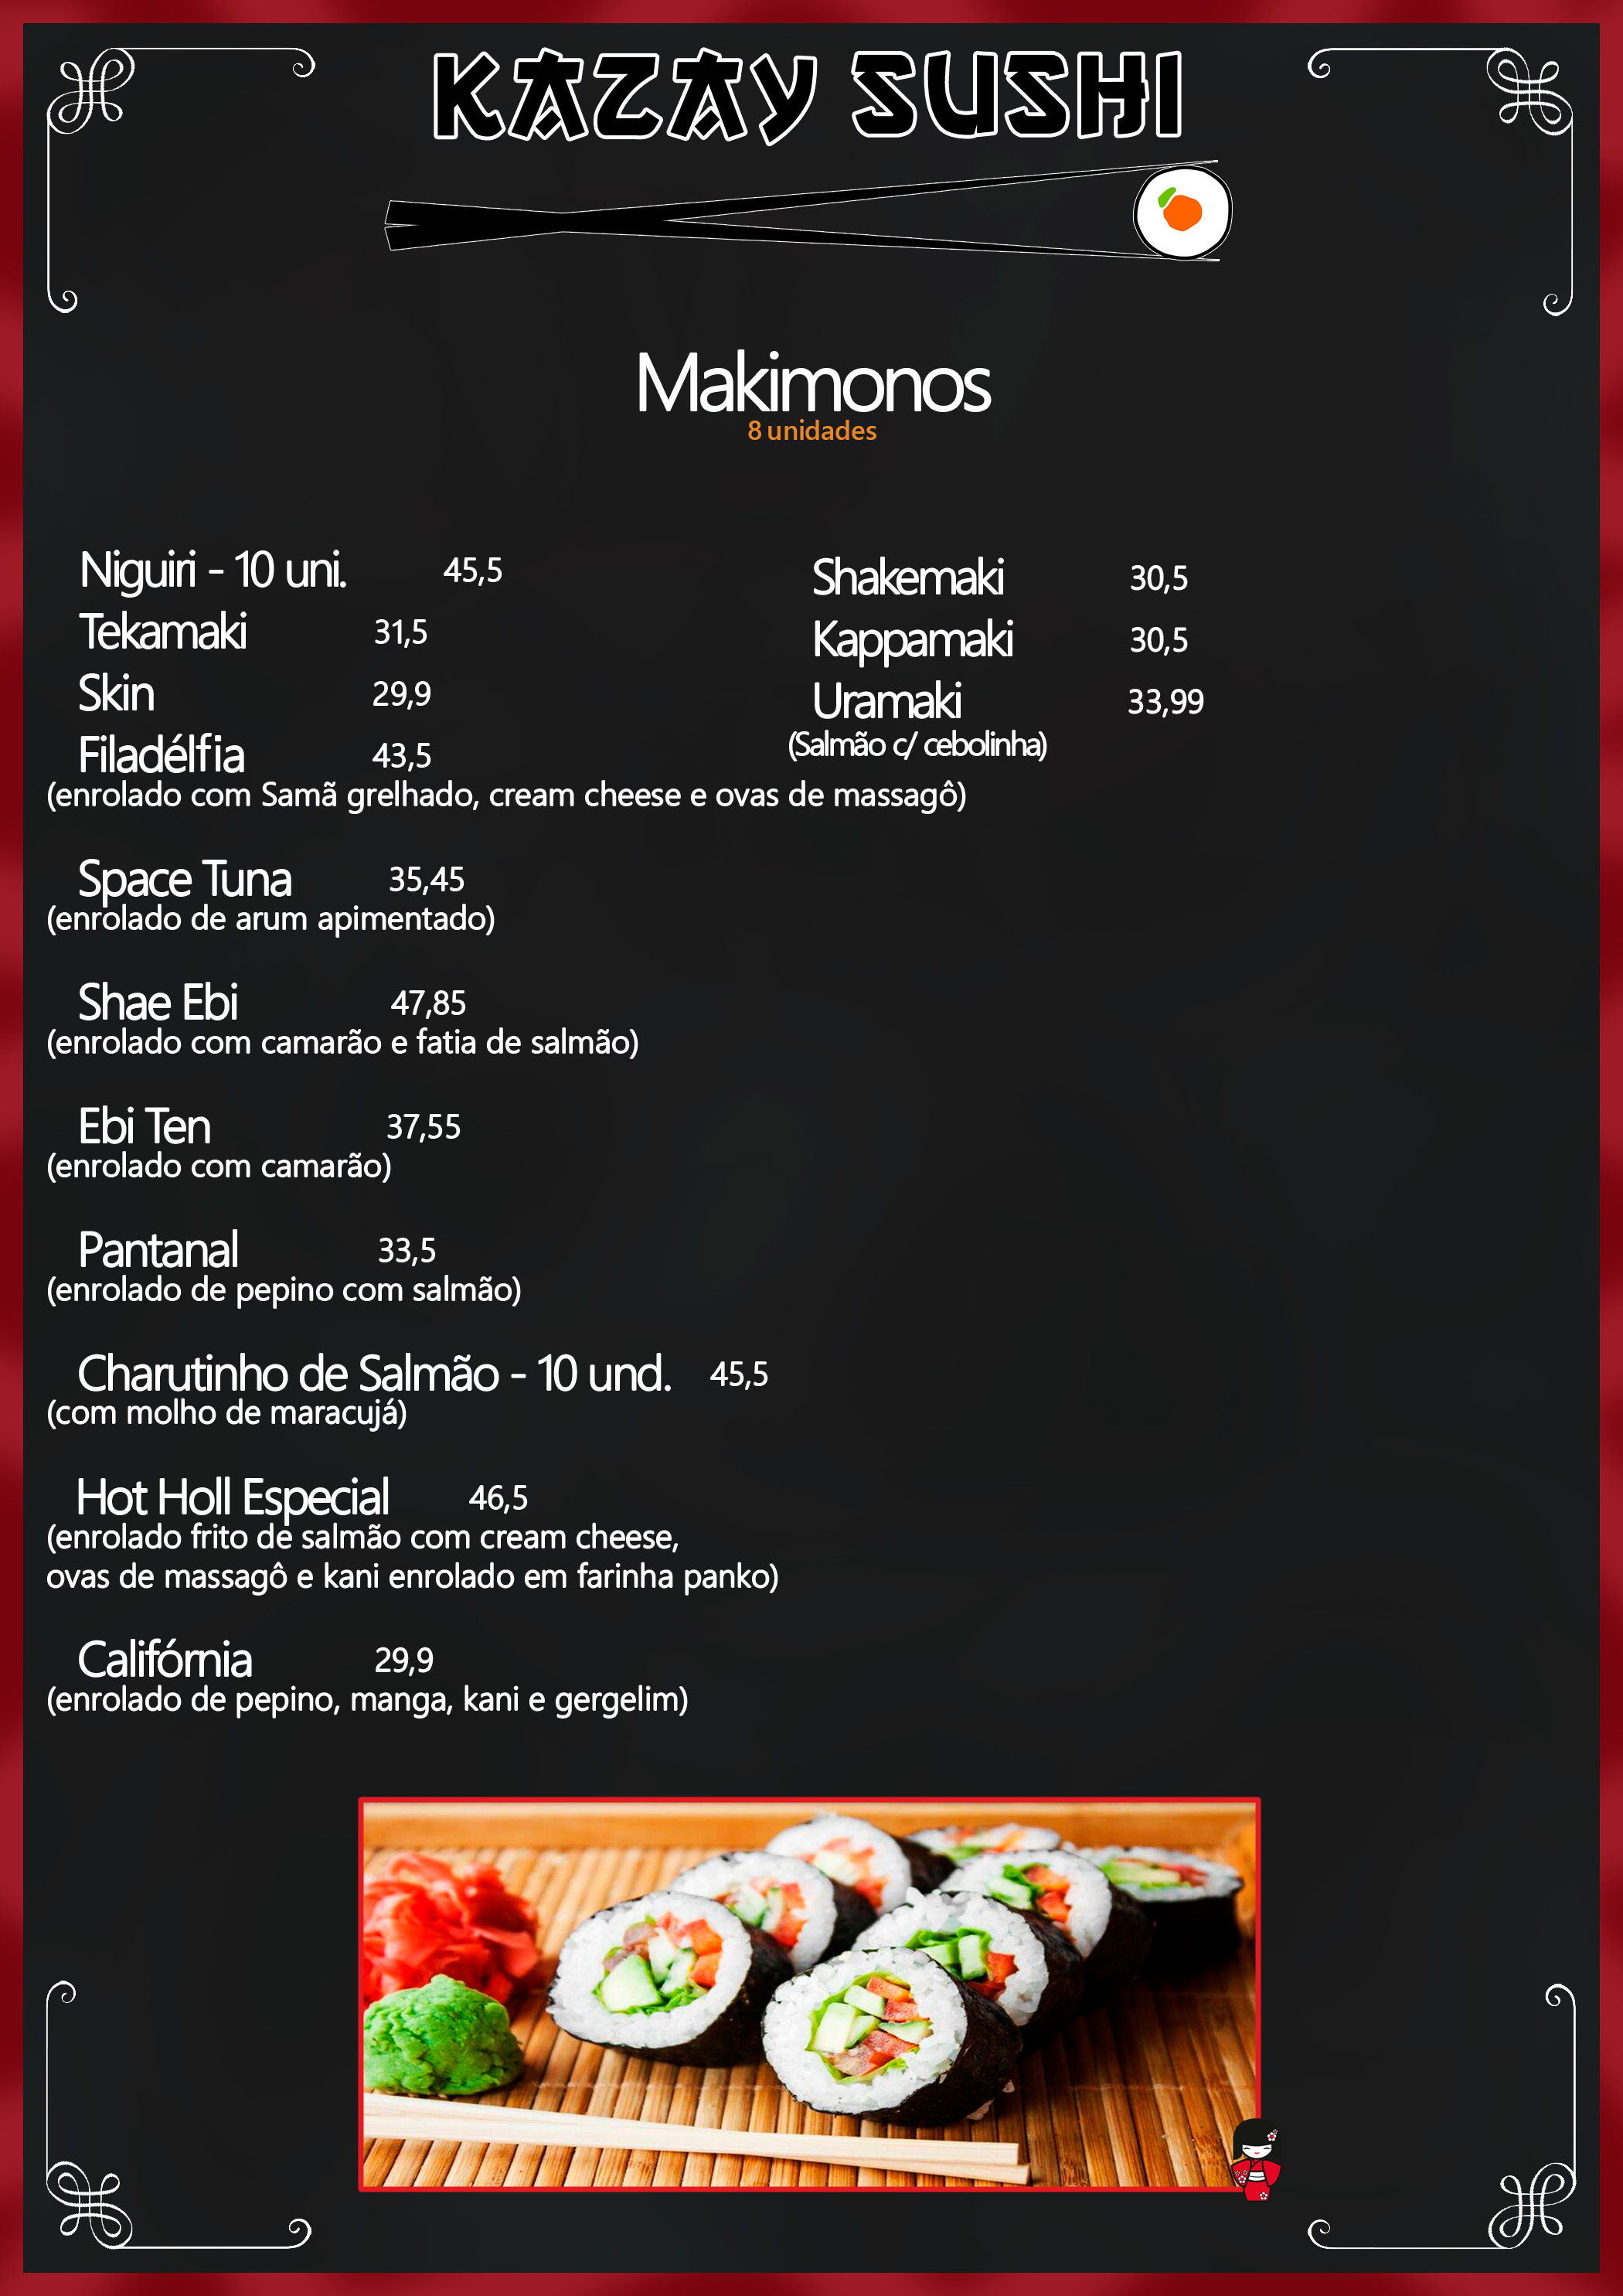 KAZAY SUSHI
Makimonos
8 unidades
Niguiri - 10 uni. 45,5
Tekamaki 31,5
Skin 29,9
Filadélfia 43,5
(enrolado com Samã grelhado, cream cheese e ovas de massagô)
Shakemaki 30,5
Kappamaki 30,5
Uramaki 33,99
(Salmão c/ cebolinha)
Space Tuna 35,45
(enrolado de arum apimentado)
Shae Ebi 47,85
(enrolado com camarão e fatia de salmão)
Ebi Ten 37,55
(enrolado com camarão)
Pantanal 33,5
(enrolado de pepino com salmão)
Charutinho de Salmão - 10 und. 45,5
(com molho de maracujá)
Hot Holl Especial 46,5
(enrolado frito de salmão com cream cheese,
ovas de massagô e kani enrolado em farinha panko)
Califórnia 29,9
(enrolado de pepino, manga, kani e gergelim)